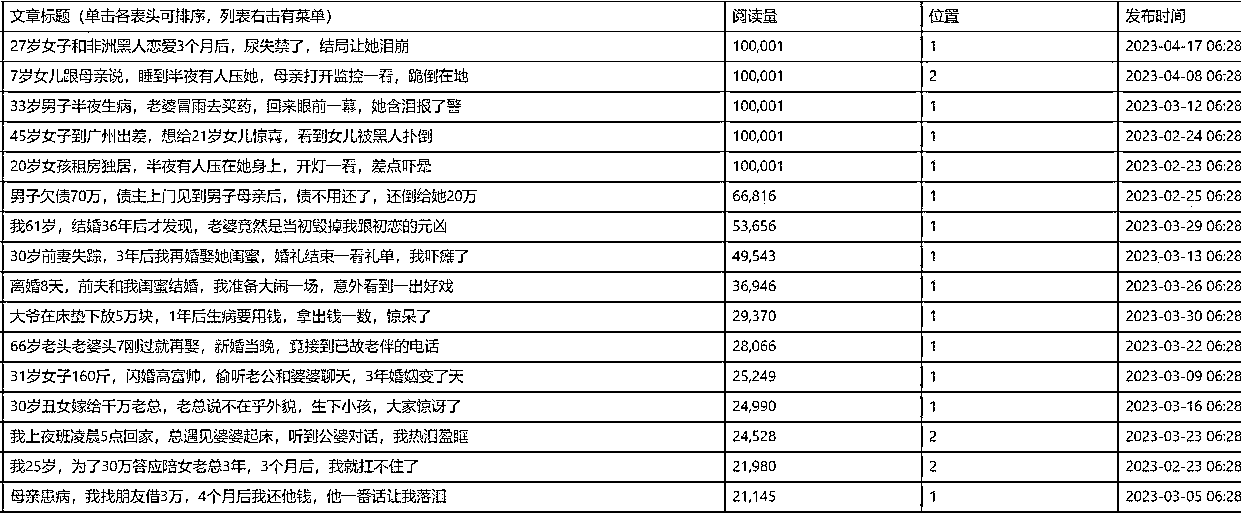 文章标题（单击各表头可排序，列表右击有菜单） 阅读量 位置 发布时间
27岁女子和非洲黑人恋爱3个月后，尿失禁了，结局让她泪崩 100,001 1 2023-04-17 06:28
7岁女儿跟母亲说，睡到半夜有人压她，母亲打开监控一看，跪倒在地 100,001 2 2023-04-08 06:28
33岁男子半夜生病，老婆冒雨去买药，回来眼前一幕，她含泪报了警 100,001 1 2023-03-12 06:28
45岁女子到广州出差，想给21岁女儿惊喜，看到女儿被黑人扑倒 100,001 1 2023-02-24 06:28
20岁女孩租房独居，半夜有人压在她身上，开灯一看，差点吓晕 100,001 1 2023-02-23 06:28
男子欠债70万，债主上门见到男子母亲后，债不用还了，还倒给她20万 66,816 1 2023-02-25 06:28
我61岁，结婚36年后才发现，老婆竟然是当初毁掉我跟初恋的元凶 53,656 1 2023-03-29 06:28
30岁前妻失踪，3年后我再婚娶她闺蜜，婚礼结束一看礼单，我吓瘫了 49,543 1 2023-03-13 06:28
离婚8天，前夫和我闺蜜结婚，我准备大闹一场，意外看到一出好戏 36,946 1 2023-03-26 06:28
大爷在床垫下放5万块，1年后生病要用钱，拿出钱一数，惊呆了 29,370 1 2023-03-30 06:28
66岁老头老婆头7刚过就再娶，新婚当晚，竟接到已故老伴的电话 28,066 1 2023-03-22 06:28
31岁女子160斤，闪婚高富帅，偷听老公和婆婆聊天，3年婚姻变了天 25,249 1 2023-03-09 06:28
30岁丑女嫁给千万老总，老总说不在乎外貌，生下小孩，大家惊讶了 24,990 1 2023-03-16 06:28
我上夜班凌晨5点回家，总遇见婆婆起床，听到公婆对话，我热泪盈眶 24,528 2 2023-03-23 06:28
我25岁，为了30万答应陪女老总3年，3个月后，我就扛不住了 21,980 2 2023-02-23 06:28
母亲患病，我找朋友借3万，4个月后我还他钱，他一番话让我落泪 21,145 1 2023-03-05 06:28